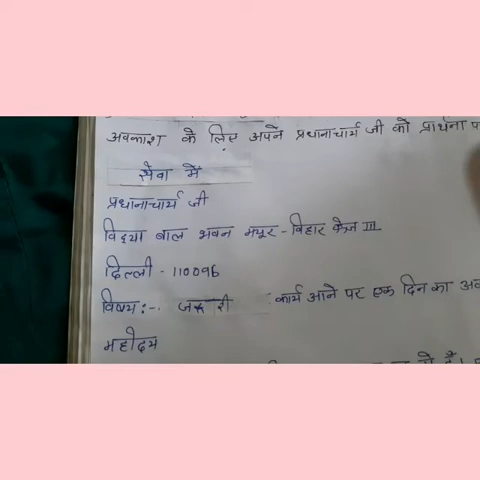 अवकाश के लिए अपने प्रधानाचार्य जी को प्रार्थना
सेवा में
प्रधानाचार्य जी
विद्या बाल भवन मयूर - विहार फेज III
दिल्ली - 110096
विषय :- जरूरी कार्य आने पर एक दिन का
महोदय